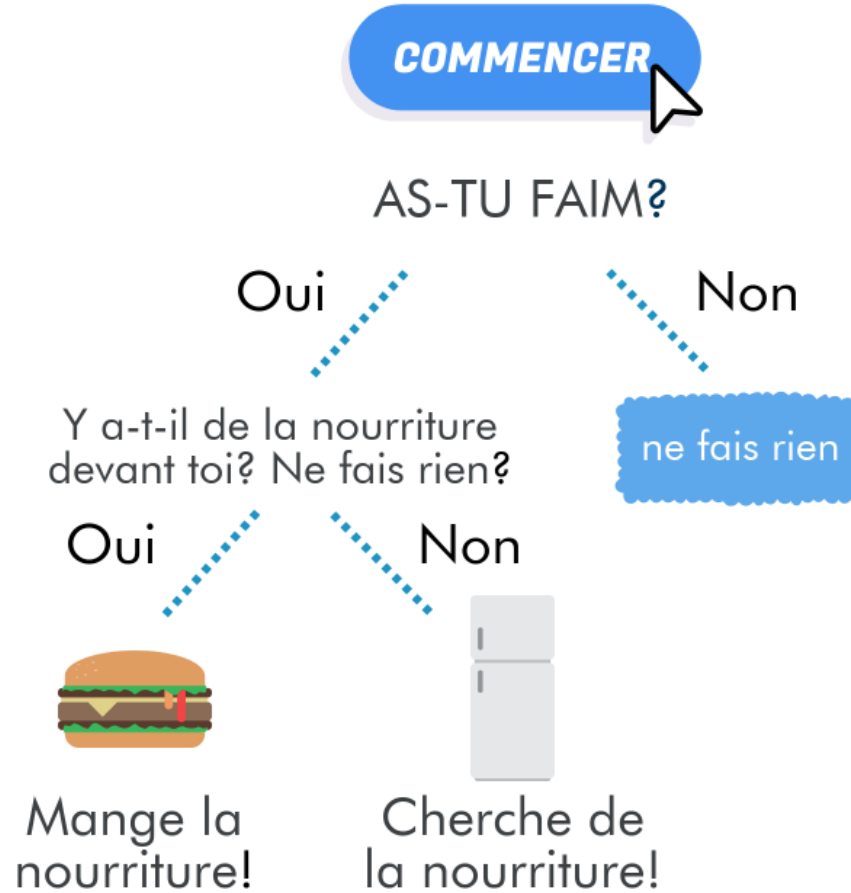 COMMENCER
AS-TU FAIM?
Oui
Non
Y a-t-il de la nourriture
devant toi? Ne fais rien?
ne fais rien
Oui
Non
Mange la
nourriture!
Cherche de
la nourriture!